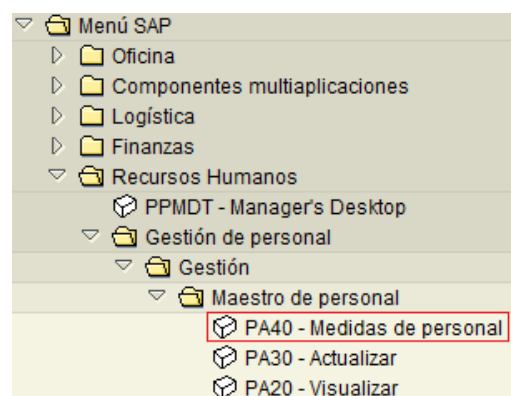 Menú SAP
Oficina
Componentes multiaplicaciones
Logística
Finanzas
Recursos Humanos
PPMDT - Manager's Desktop
Gestión de personal
Gestión
Maestro de personal
PA40 - Medidas de personal
PA30 - Actualizar
PA20 - Visualizar